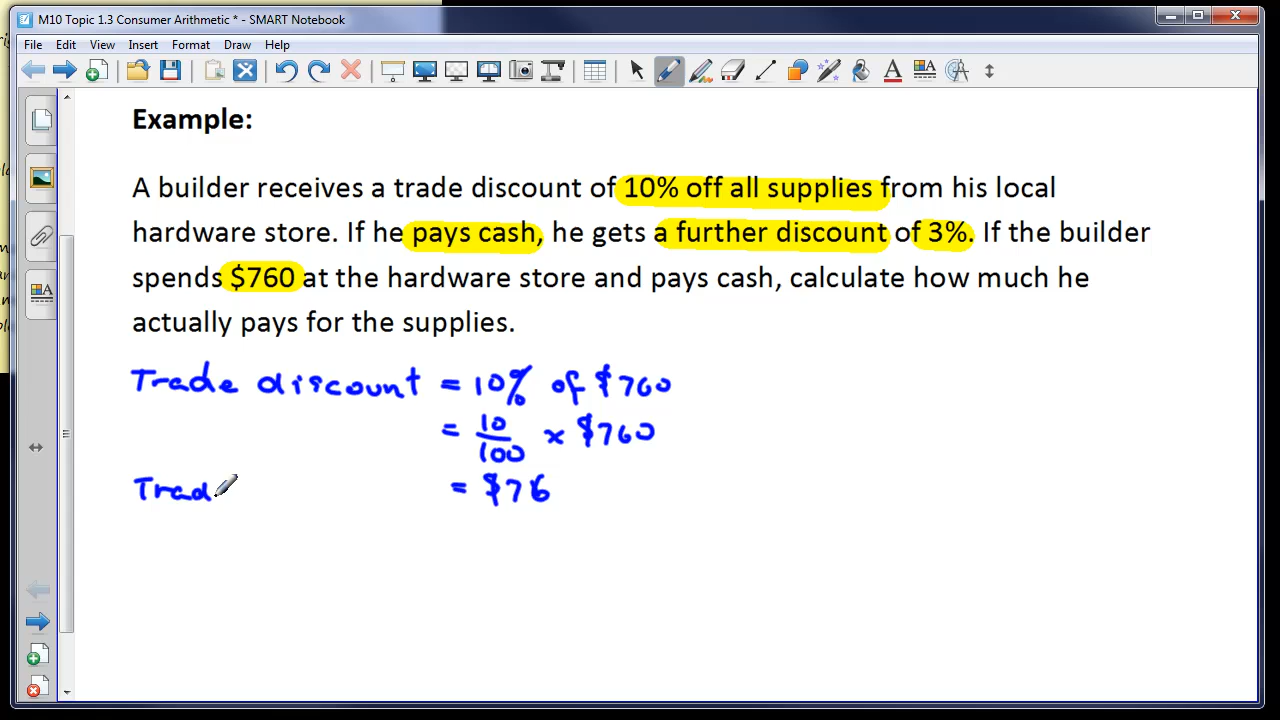 M10 Topic 1.3 Consumer Arithmetic * - SMART Notebook
File Edit View Insert Format Draw Help
Example:
A builder receives a trade discount of 10% off all supplies from his local
hardware store. If he pays cash, he gets a further discount of 3%. If the builder
spends $760 at the hardware store and pays cash, calculate how much he
actually pays for the supplies.
Trade discount = 10% of $760
= 10/100 × $760
Trad = $76